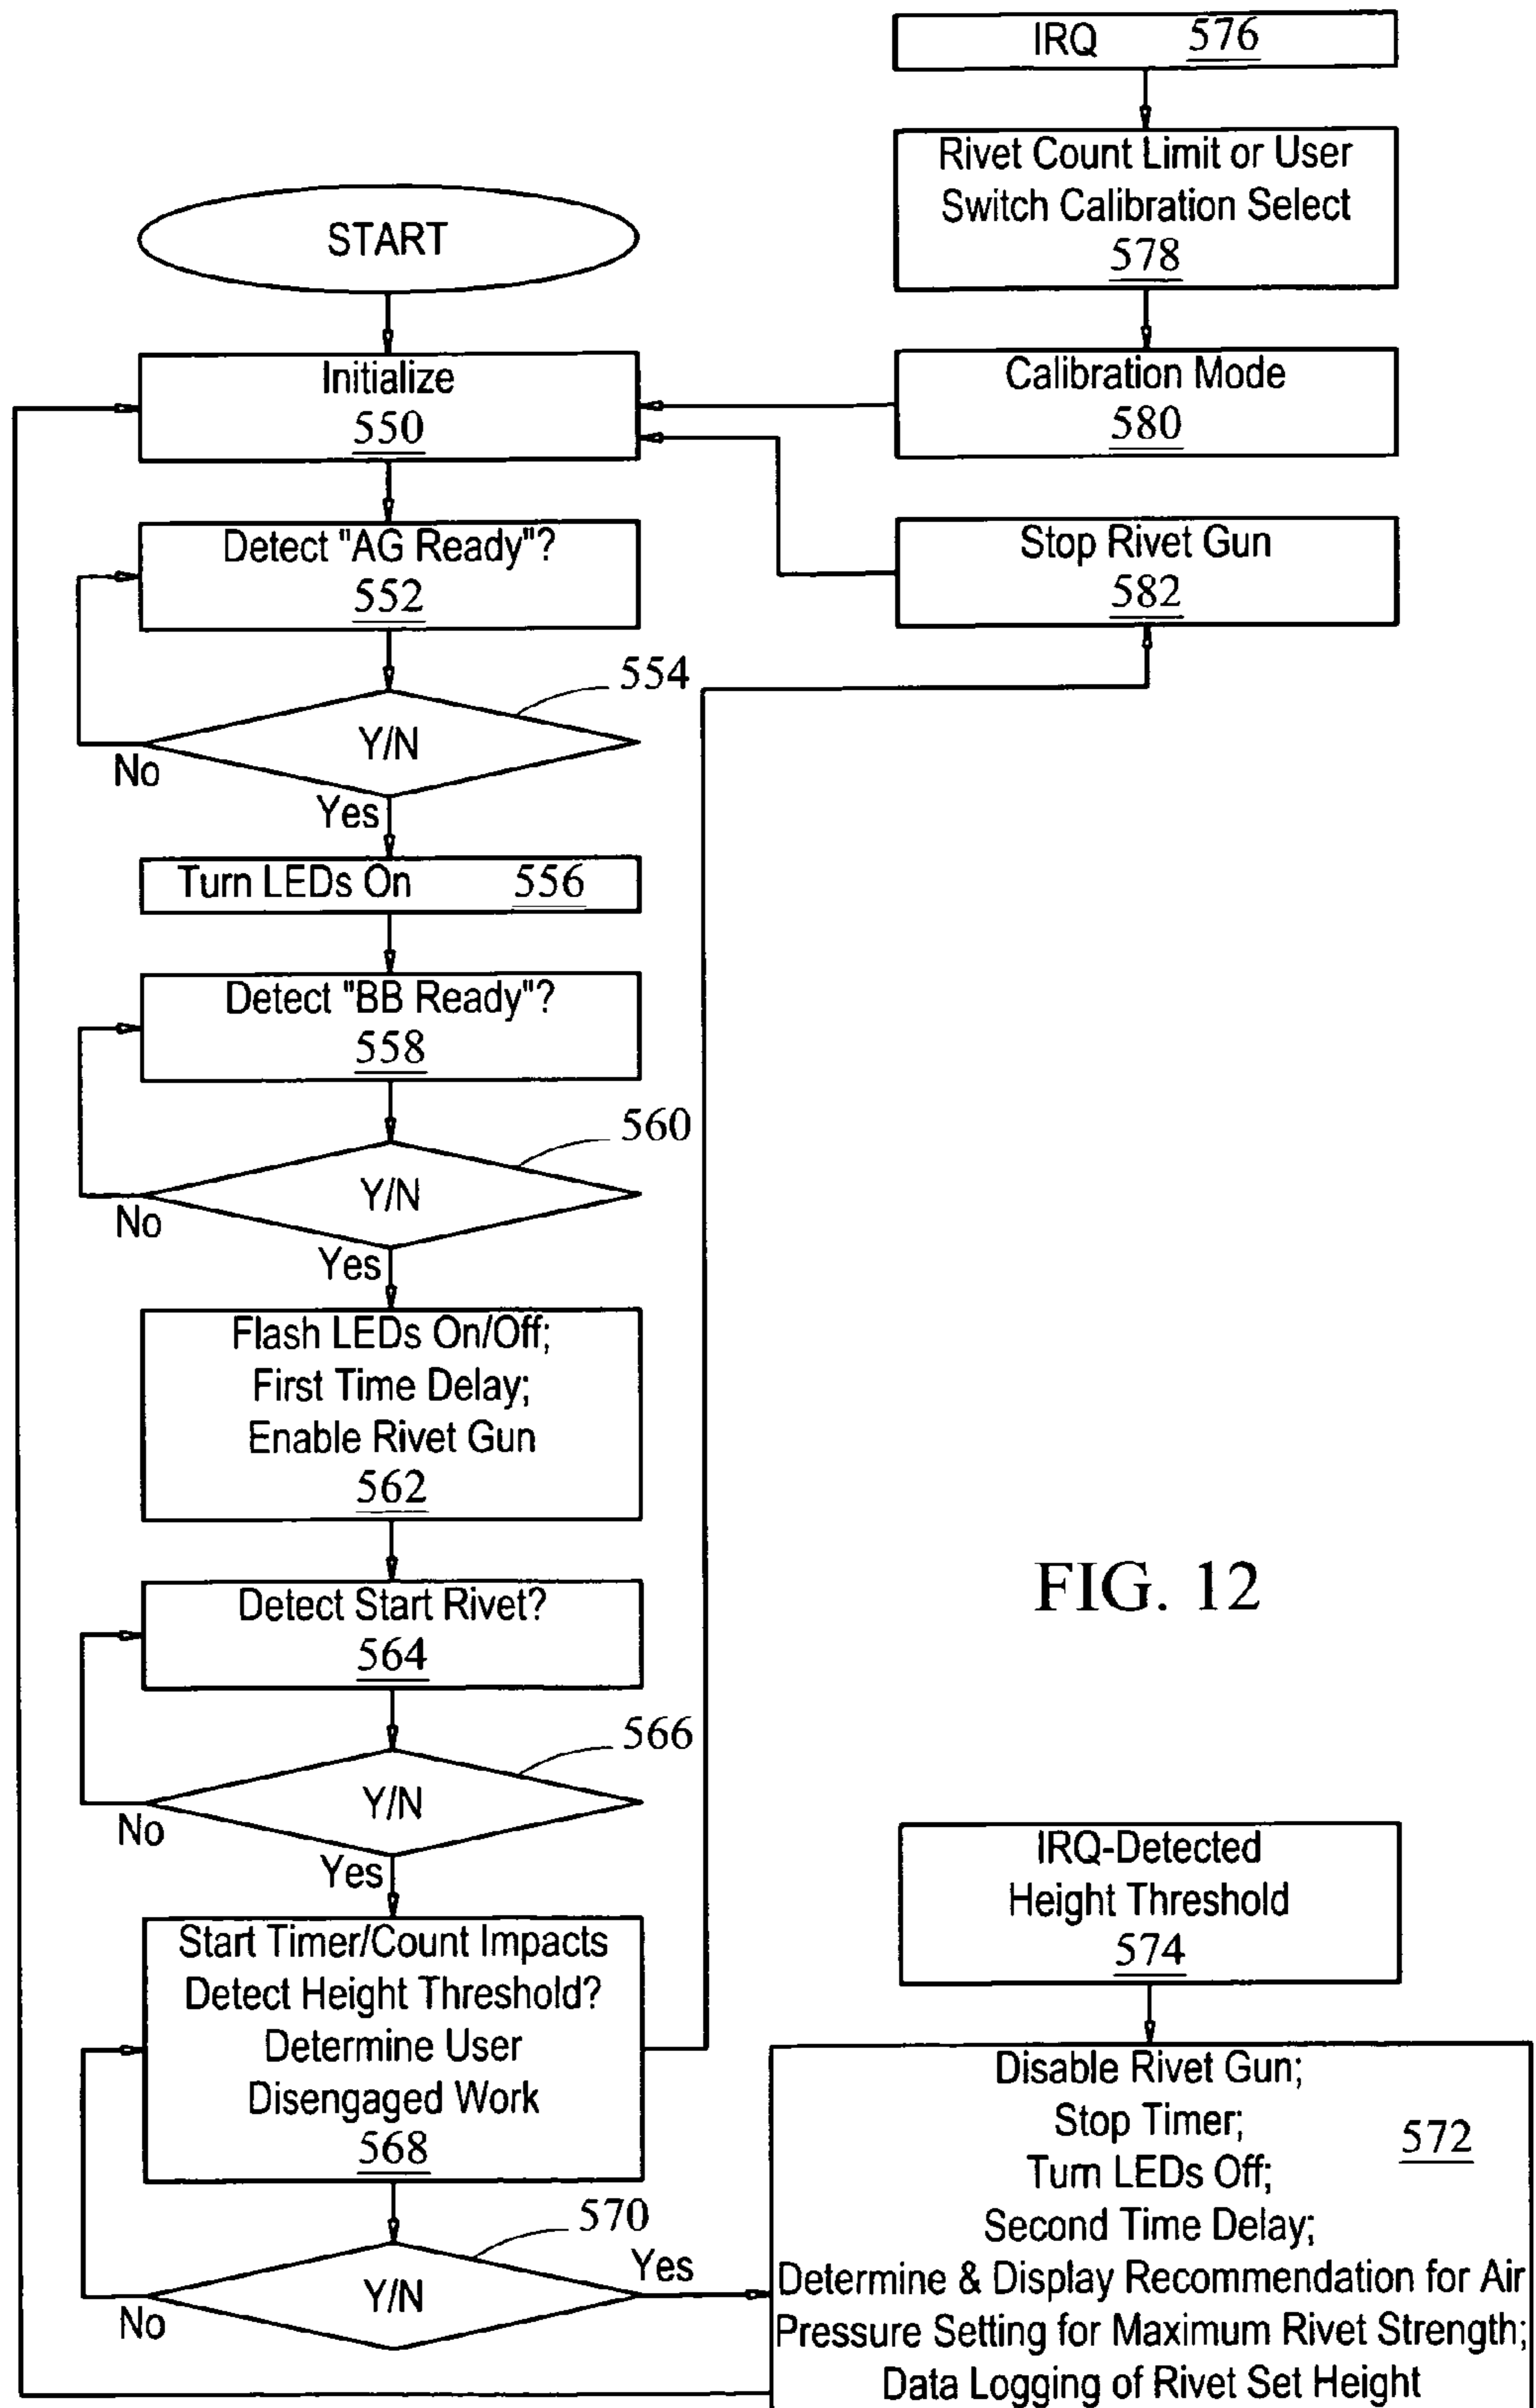 IRQ 576
Rivet Count Limit or User
Switch Calibration Select
578
START
Initialize
550
Calibration Mode
580
Detect "AG Ready"?
552
Stop Rivet Gun
582
554
Y/N
No
Yes
Turn LEDs On 556
Detect "BB Ready"?
558
560
Y/N
No
Yes
Flash LEDs On/Off;
First Time Delay;
Enable Rivet Gun
562
FIG. 12
Detect Start Rivet?
564
566
Y/N
No
Yes
IRQ-Detected
Height Threshold
574
Start Timer/Count Impacts
Detect Height Threshold?
Determine User
Disengaged Work
568
570
Y/N
No
Yes
Disable Rivet Gun;
Stop Timer;
572
Turn LEDs Off;
Second Time Delay;
Determine & Display Recommendation for Air
Pressure Setting for Maximum Rivet Strength;
Data Logging of Rivet Set Height